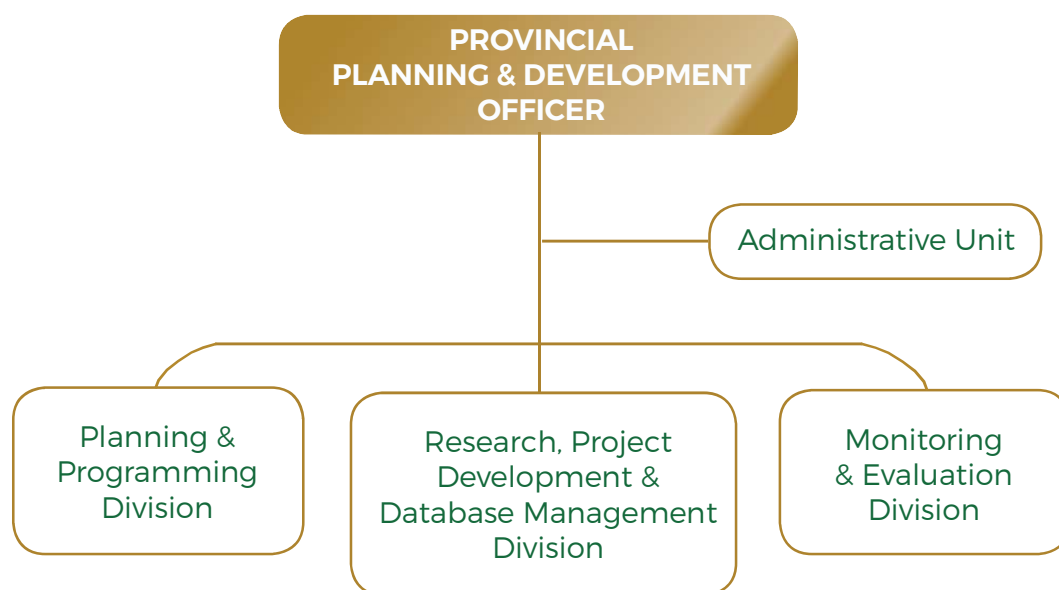 PROVINCIAL
PLANNING & DEVELOPMENT
OFFICER
Administrative Unit
Planning &
Programming
Division
Research, Project
Development &
Database Management
Division
Monitoring
& Evaluation
Division